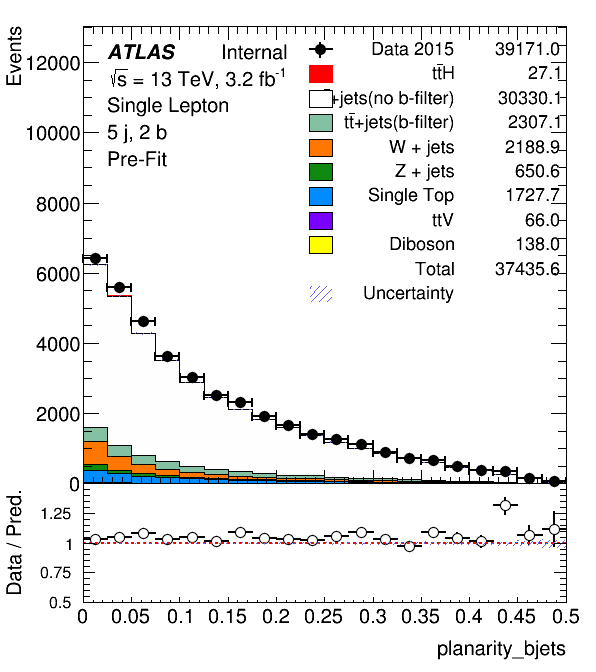 Events
ATLAS Internal
√s = 13 TeV, 3.2 fb⁻¹
Single Lepton
5 j, 2 b
Pre-Fit
Data 2015 39171.0
tt̄H 27.1
+jets(no b-filter) 30330.1
tt̄+jets(b-filter) 2307.1
W + jets 2188.9
Z + jets 650.6
Single Top 1727.7
ttV 66.0
Diboson 138.0
Total 37435.6
Uncertainty
12000
10000
8000
6000
4000
2000
0
Data / Pred.
1.25
1
0.75
0.5
0 0.05 0.1 0.15 0.2 0.25 0.3 0.35 0.4 0.45 0.5
planarity_bjets